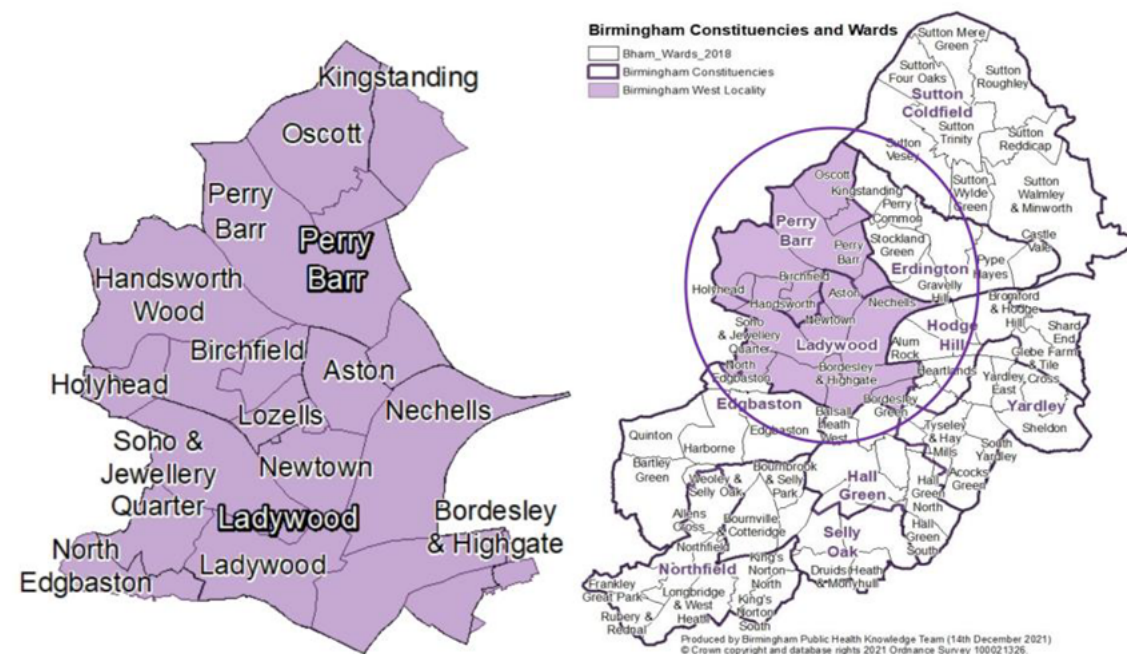 Kingstanding
Oscott
Perry
Barr
Perry
Barr
Handsworth
Wood
Birchfield
Aston
Holyhead
Lozells
Nechells
Soho &
Jewellery
Quarter
Newtown
Ladywood
Bordesley
& Highgate
North
Edgbaston
Ladywood
Birmingham Constituencies and Wards
Bham_Wards_2018
Birmingham Constituencies
Birmingham West Locality
Sutton Mere
Green
Sutton
Four Oaks
Sutton
Roughley
Sutton
Coldfield
Sutton
Trinity
Sutton
Reddicap
Sutton
Vesey
Sutton
Wylde
Green
Sutton
Walmley
& Minworth
Oscott
Kingstanding
Perry
Common
Perry
Barr
Stockland
Green
Castle
Vale
Perry
Barr
Pype
Hayes
Erdington
Gravelly
Hill
Birchfield
Holyhead
Handsworth
Aston
Nechells
Newtown
Bromford
& Hodge
Hill
Soho
& Jewellery
Quarter
Ladywood
Hodge
Hill
Shard
End
Alum
Rock
Glebe Farm
& Tile
Cross
North
Edgbaston
Bordesley
& Highgate
Heartlands
Yardley
East
Yardley
Edgbaston
Bordesley
Green
Balsall
Heath
West
Sheldon
Quinton
Harborne
Edgbaston
Tyseley
& Hay
Mills
South
Yardley
Bartley
Green
Weoley &
Selly Oak
Bournbrook
& Selly
Park
Hall
Green
Acocks
Green
Hall
Green
North
Allens
Cross
Bournville
& Cotteridge
Hall
Green
South
Northfield
Selly
Oak
Northfield
King's
Norton
North
Druids Heath
& Monyhull
Frankley
Great Park
Longbridge
& West
Heath
King's
Norton
South
Rubery &
Rednal
Produced by Birmingham Public Health Knowledge Team (14th December 2021)
© Crown copyright and database rights 2021 Ordnance Survey 100021326.